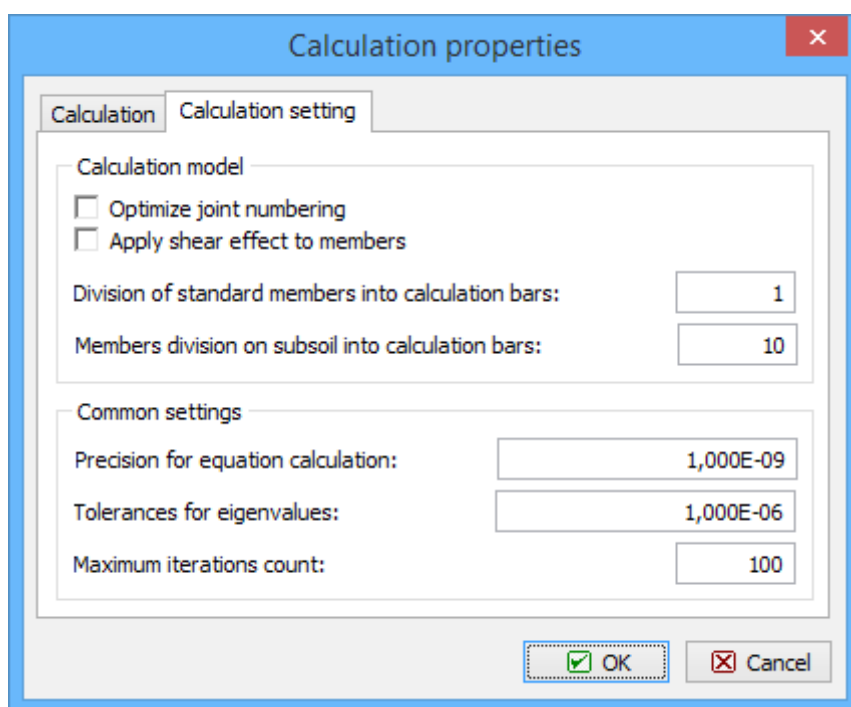 Calculation properties
Calculation
Calculation setting
Calculation model
Optimize joint numbering
Apply shear effect to members
Division of standard members into calculation bars: 1
Members division on subsoil into calculation bars: 10
Common settings
Precision for equation calculation: 1,000E-09
Tolerances for eigenvalues: 1,000E-06
Maximum iterations count: 100
OK
Cancel